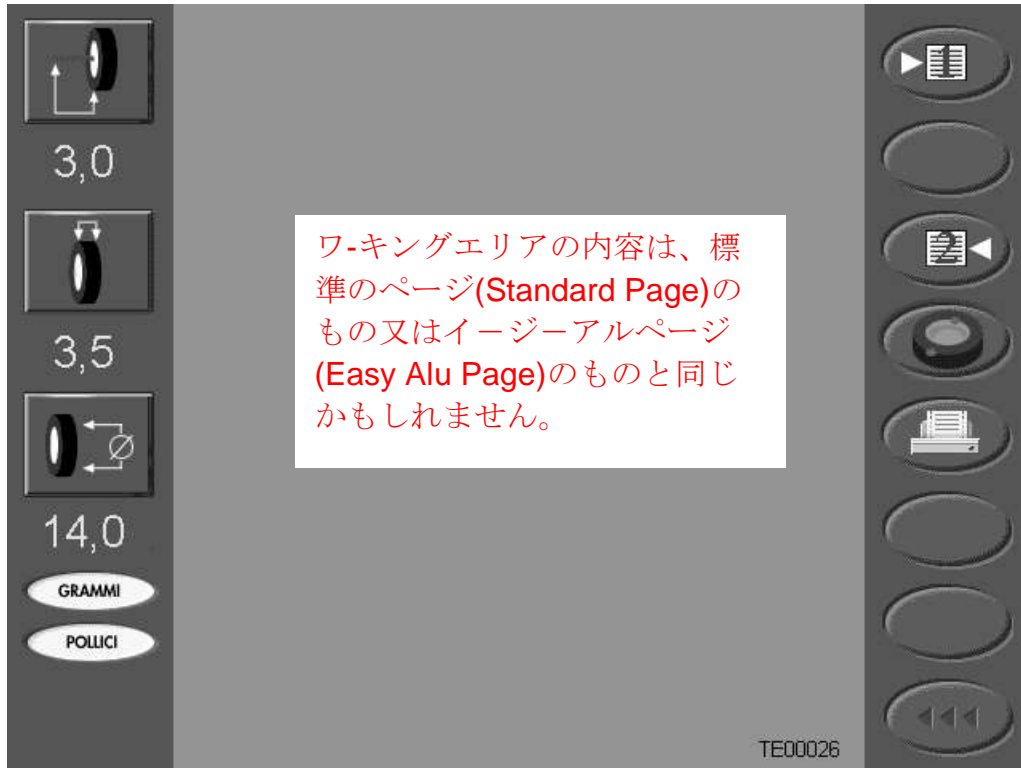 3,0
3,5
14,0
GRAMMI
POLLICI
ワ-キングエリアの内容は、標
準のページ(Standard Page)の
もの又はイージーアルページ
(Easy Alu Page)のものと同じ
かもしれません。
1
2
TE00026